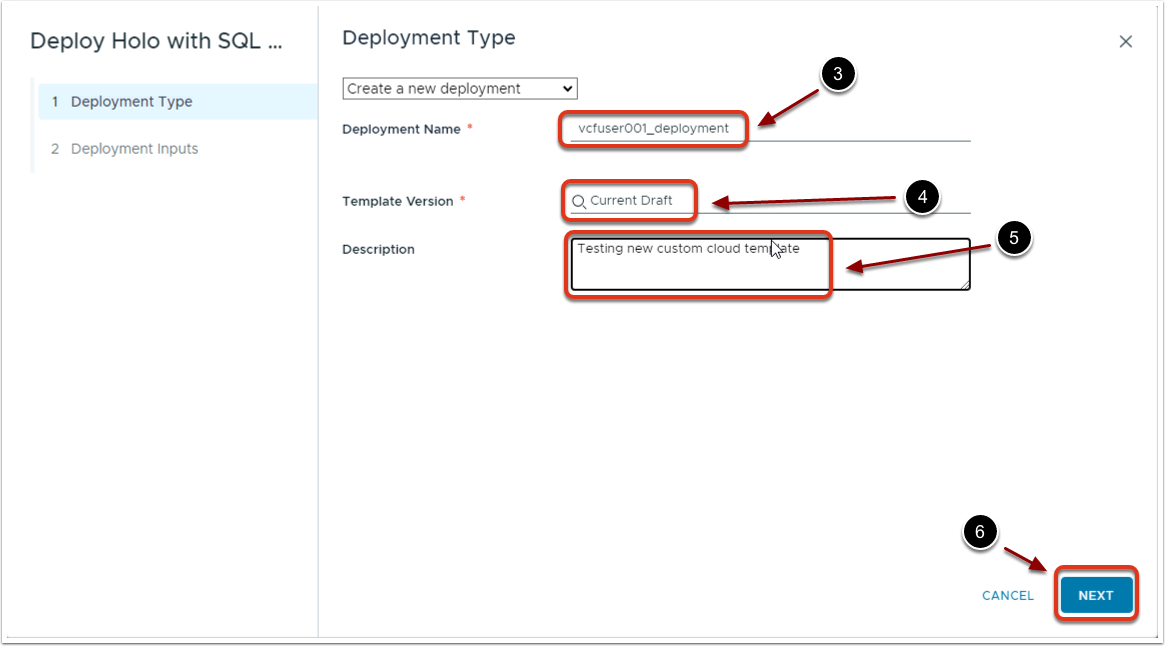 Deploy Holo with SQL ...
1 Deployment Type
2 Deployment Inputs
Deployment Type
Create a new deployment
3
Deployment Name * vcfuser001_deployment
Template Version * Current Draft
4
Description Testing new custom cloud template
5
6
CANCEL NEXT